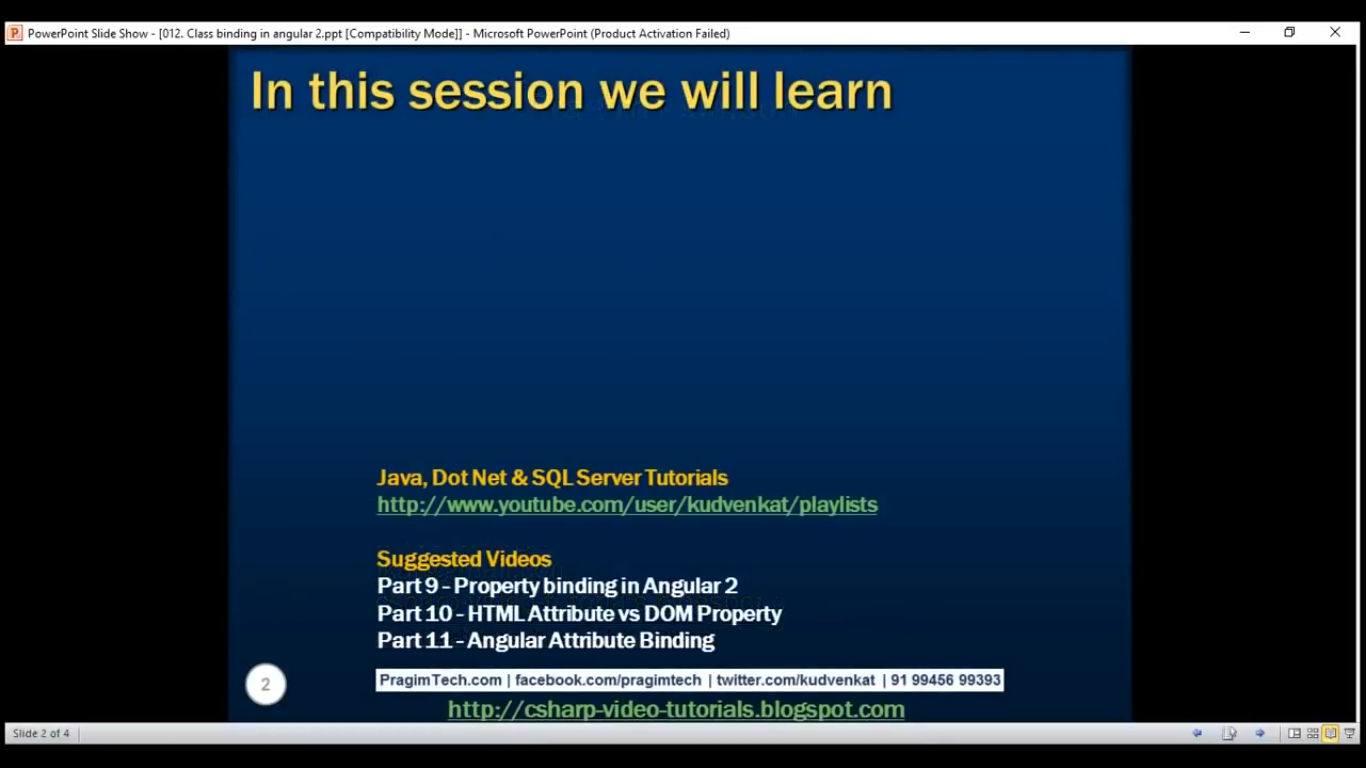 PowerPoint Slide Show - [012. Class binding in angular 2.ppt [Compatibility Mode]] - Microsoft PowerPoint (Product Activation Failed)
In this session we will learn
Java, Dot Net & SQL Server Tutorials
http://www.youtube.com/user/kudvenkat/playlists
Suggested Videos
Part 9 - Property binding in Angular 2
Part 10 - HTML Attribute vs DOM Property
Part 11 - Angular Attribute Binding
2
PragimTech.com | facebook.com/pragimtech | twitter.com/kudvenkat | 91 99456 99393
http://csharp-video-tutorials.blogspot.com
Slide 2 of 4